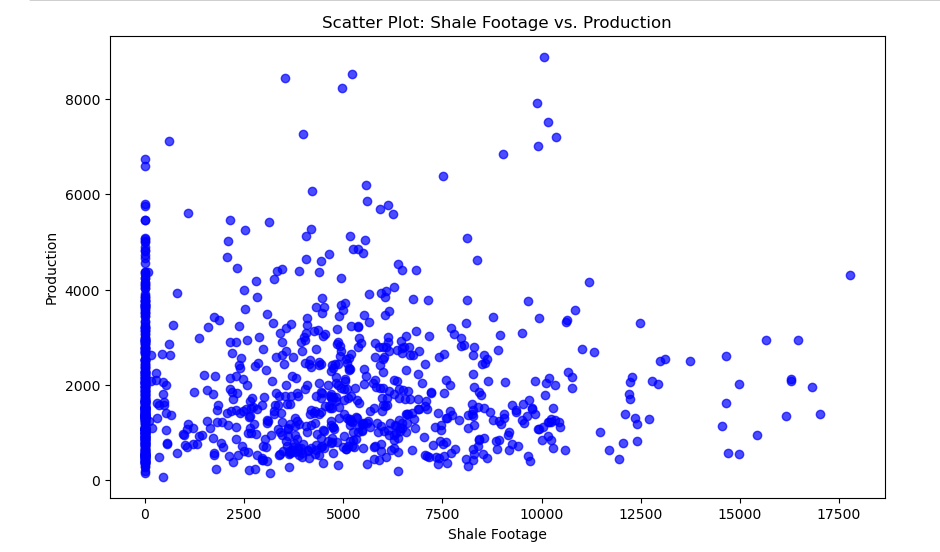 Scatter Plot: Shale Footage vs. Production
8000
6000
4000
2000
0
Production
0 2500 5000 7500 10000 12500 15000 17500
Shale Footage